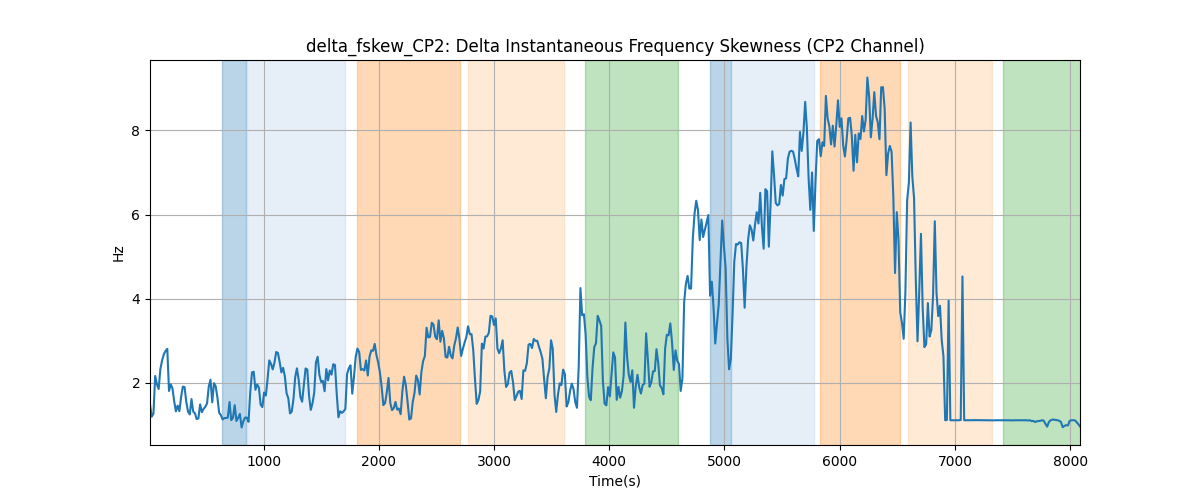 delta_fskew_CP2: Delta Instantaneous Frequency Skewness (CP2 Channel)
8
6
4
2
Hz
1000 2000 3000 4000 5000 6000 7000 8000
Time(s)